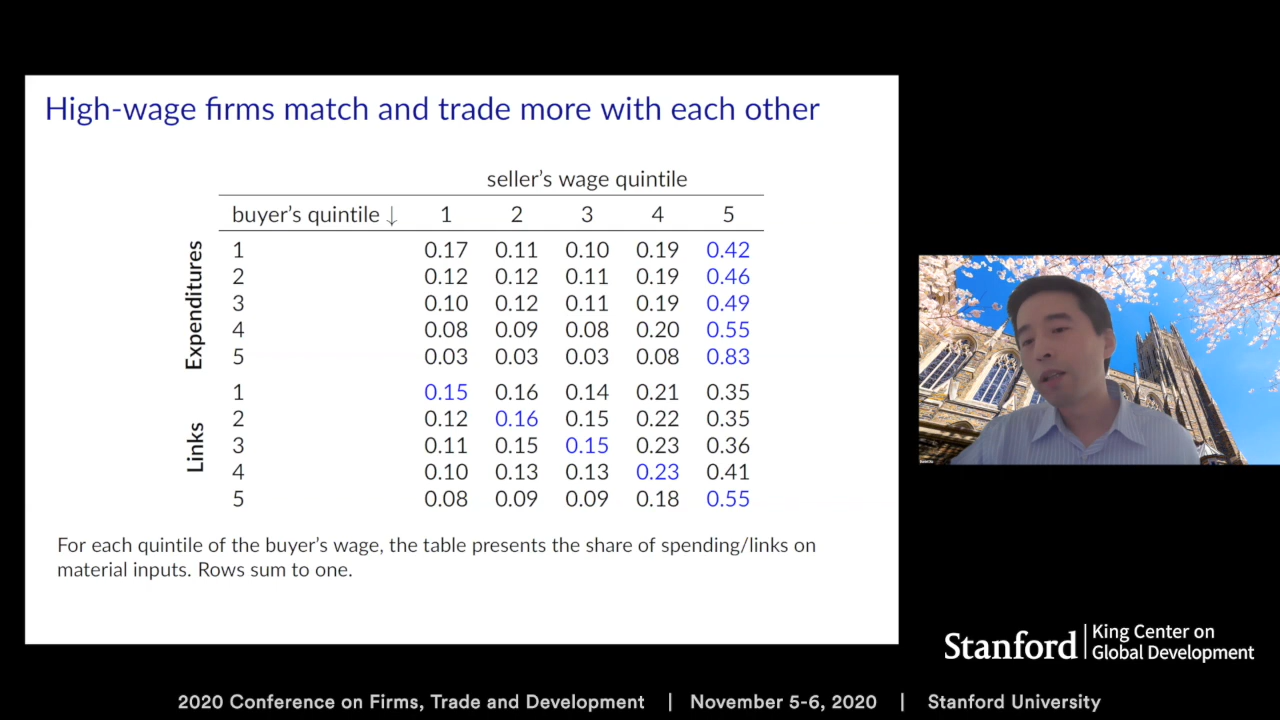 High-wage firms match and trade more with each other
seller's wage quintile
buyer's quintile ↓ 1 2 3 4 5
Expenditures
1 0.17 0.11 0.10 0.19 0.42
2 0.12 0.12 0.11 0.19 0.46
3 0.10 0.12 0.11 0.19 0.49
4 0.08 0.09 0.08 0.20 0.55
5 0.03 0.03 0.03 0.08 0.83
Links
1 0.15 0.16 0.14 0.21 0.35
2 0.12 0.16 0.15 0.22 0.35
3 0.11 0.15 0.15 0.23 0.36
4 0.10 0.13 0.13 0.23 0.41
5 0.08 0.09 0.09 0.18 0.55
For each quintile of the buyer's wage, the table presents the share of spending/links on
material inputs. Rows sum to one.
Stanford
King Center on
Global Development
2020 Conference on Firms, Trade and Development | November 5-6, 2020 | Stanford University